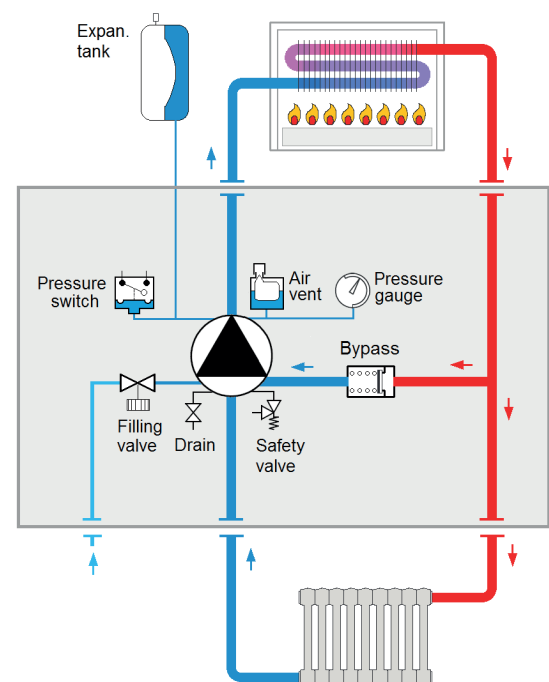 Expan.
tank
Pressure
switch
Air
vent
Pressure
gauge
Bypass
Filling
valve
Drain
Safety
valve